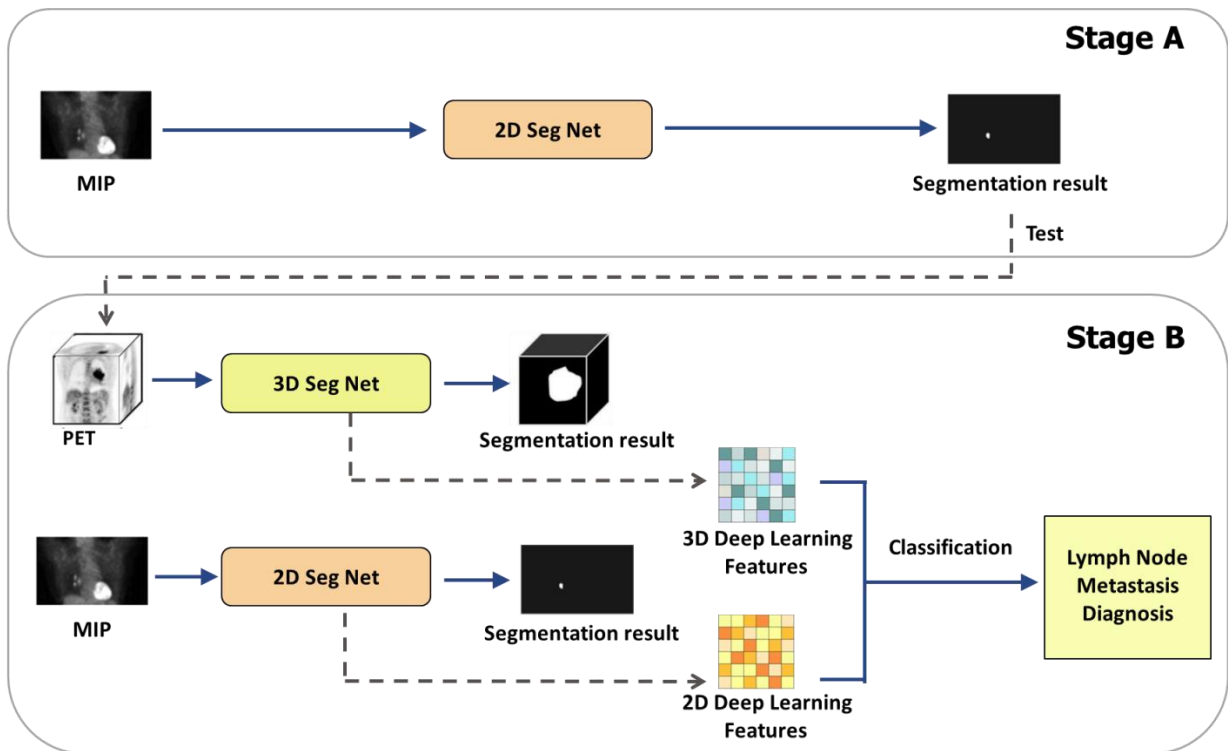 Stage A
2D Seg Net
MIP
Segmentation result
Test
Stage B
3D Seg Net
PET
Segmentation result
3D Deep Learning
Features
Classification
Lymph Node
Metastasis
Diagnosis
2D Seg Net
MIP
Segmentation result
2D Deep Learning
Features